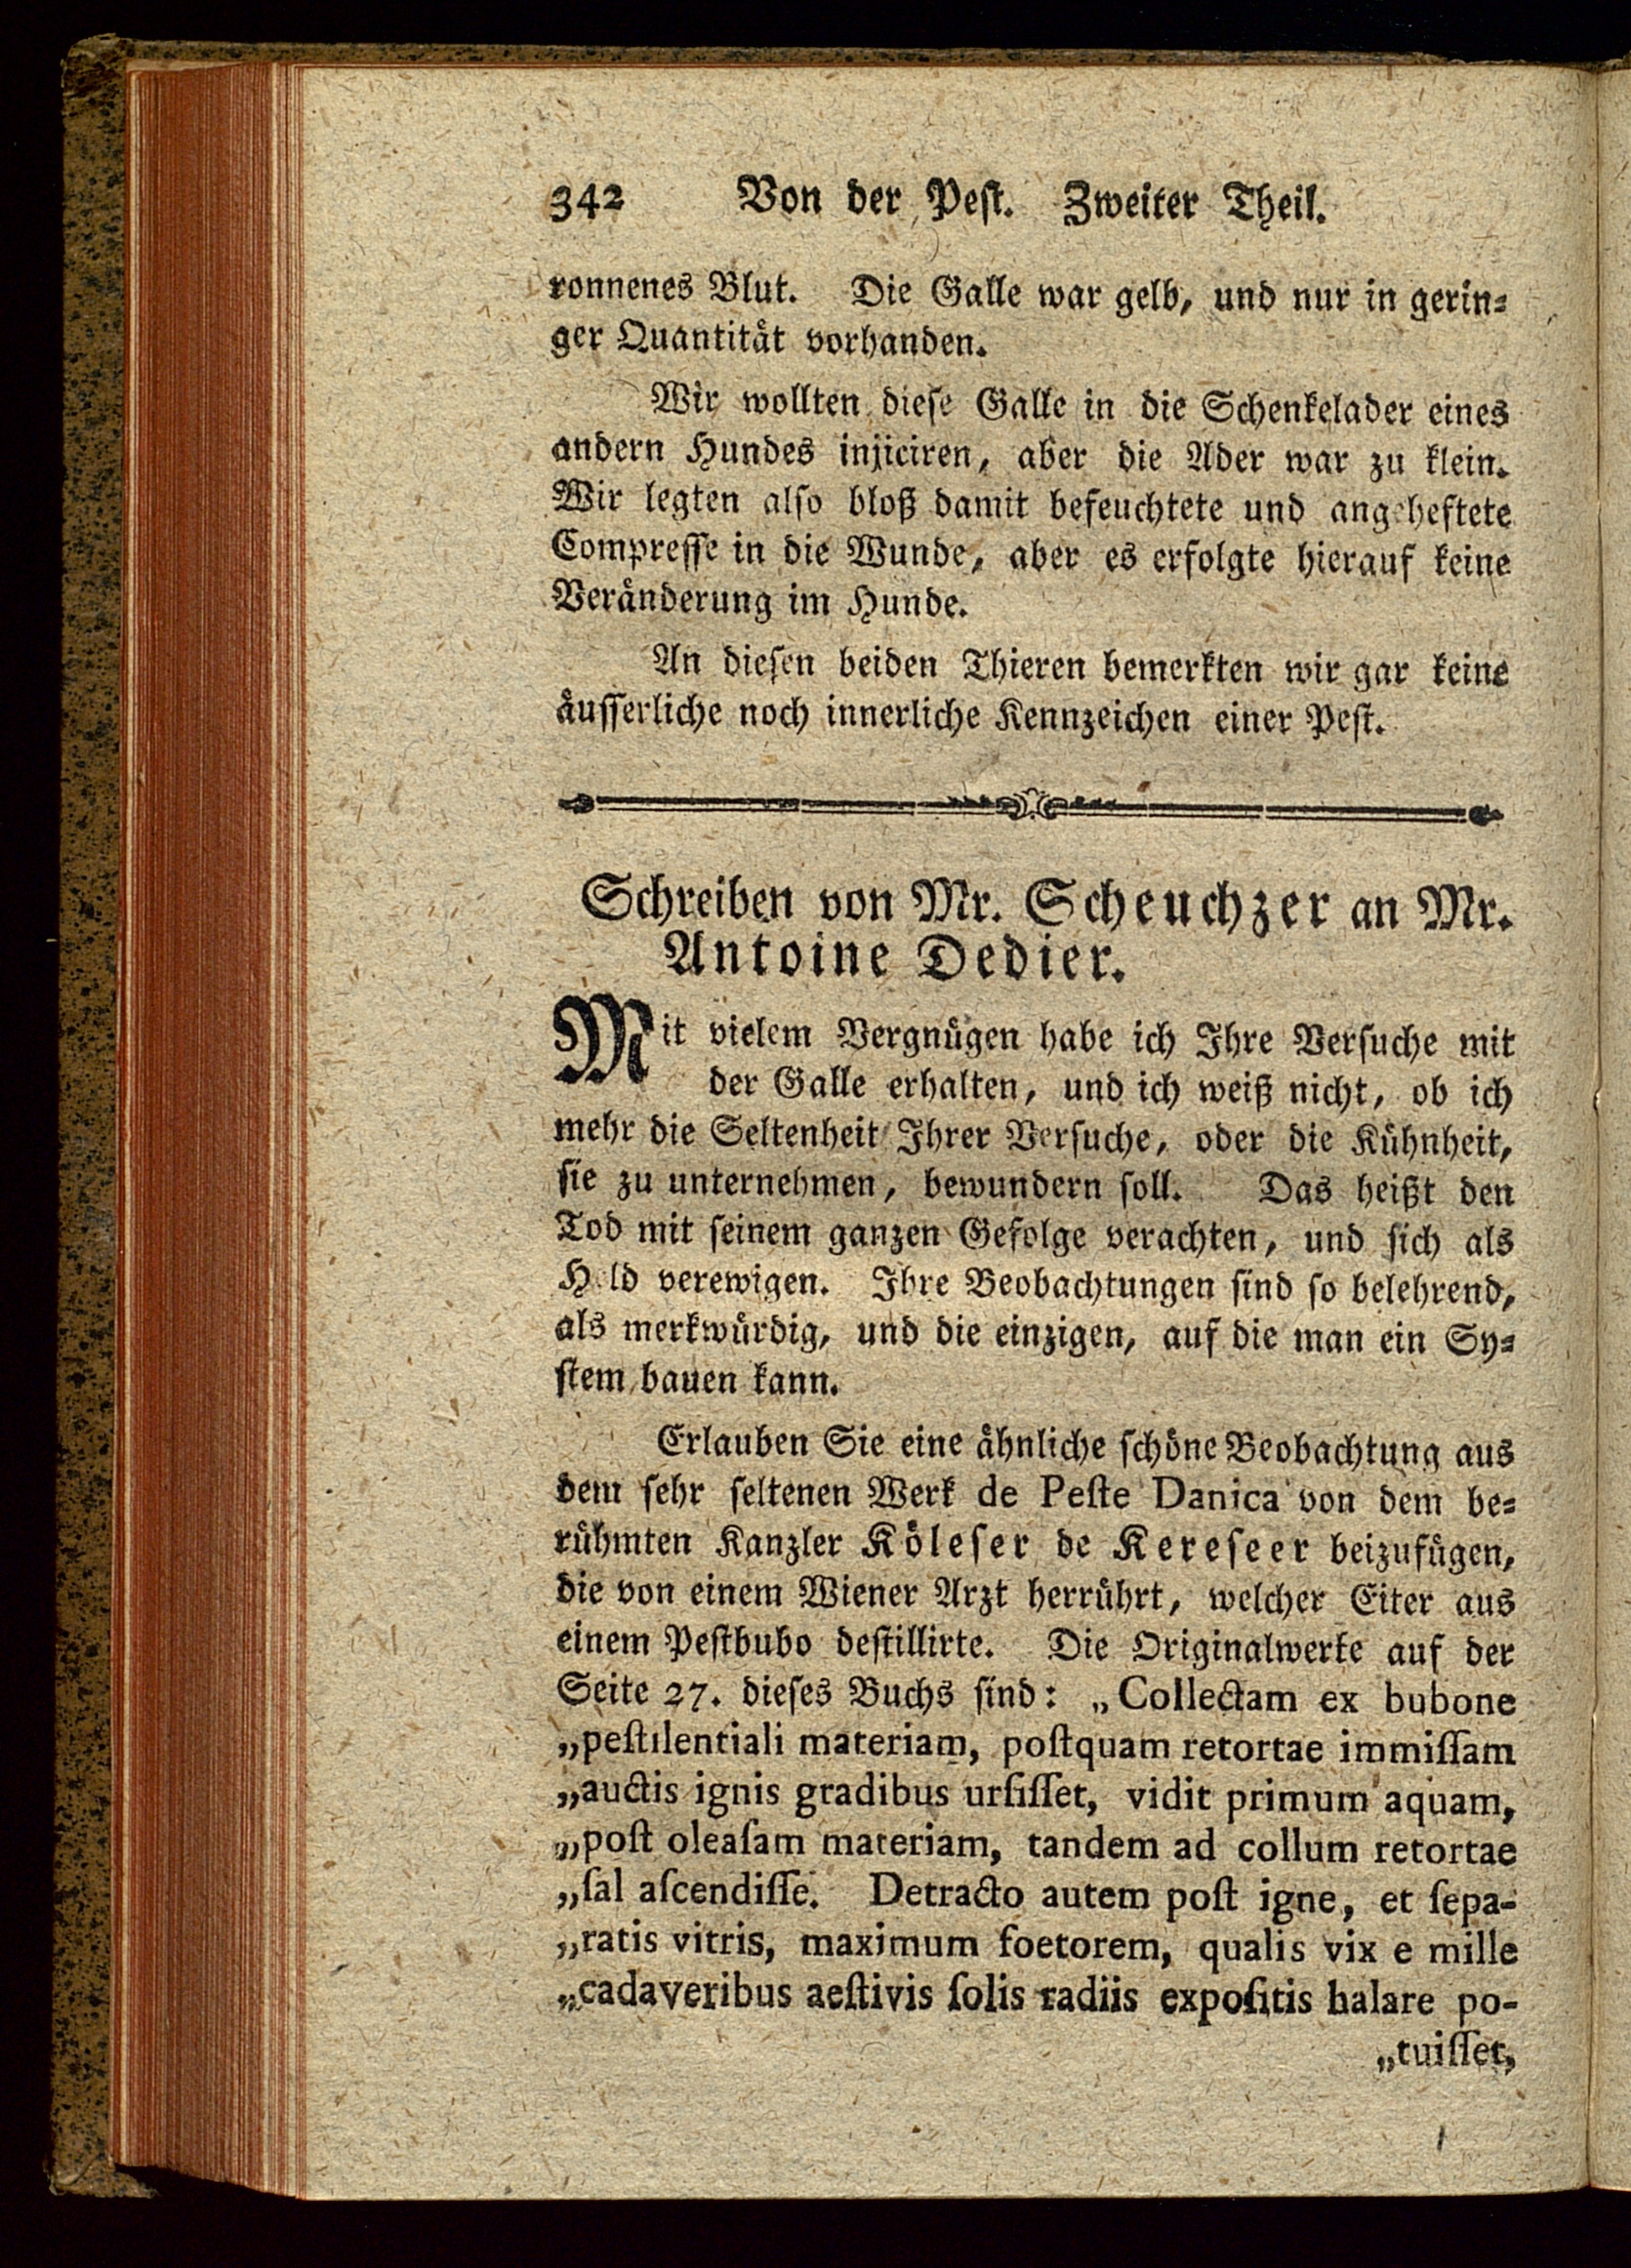 342 Von der Pest. Zweiter Theil.
ronnenes Blut. Die Galle war gelb, und nur in gerin-
ger Quantität vorhanden.
Wir wollten diese Galle in die Schenkelader eines
andern Hundes injiciren, aber die Ader war zu klein.
Wir legten also bloß damit befeuchtete und angeheftete
Compresse in die Wunde, aber es erfolgte hierauf keine
Veränderung im Hunde.
An diesen beiden Thieren bemerkten wir gar keine
äusserliche noch innerliche Kennzeichen einer Pest.
Schreiben von Mr. Scheuchzer an Mr.
Antoine Dedier.
Mit vielem Vergnügen habe ich Ihre Versuche mit
der Galle erhalten, und ich weiß nicht, ob ich
mehr die Seltenheit Ihrer Versuche, oder die Kühnheit,
sie zu unternehmen, bewundern soll. Das heißt den
Tod mit seinem ganzen Gefolge verachten, und sich als
Held verewigen. Ihre Beobachtungen sind so belehrend,
als merkwürdig, und die einzigen, auf die man ein Sy-
stem bauen kann.
Erlauben Sie eine ähnliche schöne Beobachtung aus
dem sehr seltenen Werk de Peſte Danica von dem be-
rühmten Kanzler Köleser de Kereseer beizufügen,
die von einem Wiener Arzt herrührt, welcher Eiter aus
einem Pestbubo destillirte. Die Originalwerke auf der
Seite 27. dieses Buchs sind: „Collectam ex bubone
„peſtilentiali materiam, poſtquam retortae immiſſam
„auctis ignis gradibus urſiſſet, vidit primum aquam,
„poſt oleaſam materiam, tandem ad collum retortae
„ſal aſcendiſſe. Detracto autem poſt igne, et ſepa-
„ratis vitris, maximum foetorem, qualis vix e mille
„cadaveribus aeſtivis ſolis radiis expoſitis halare po-
„tuiſſet,